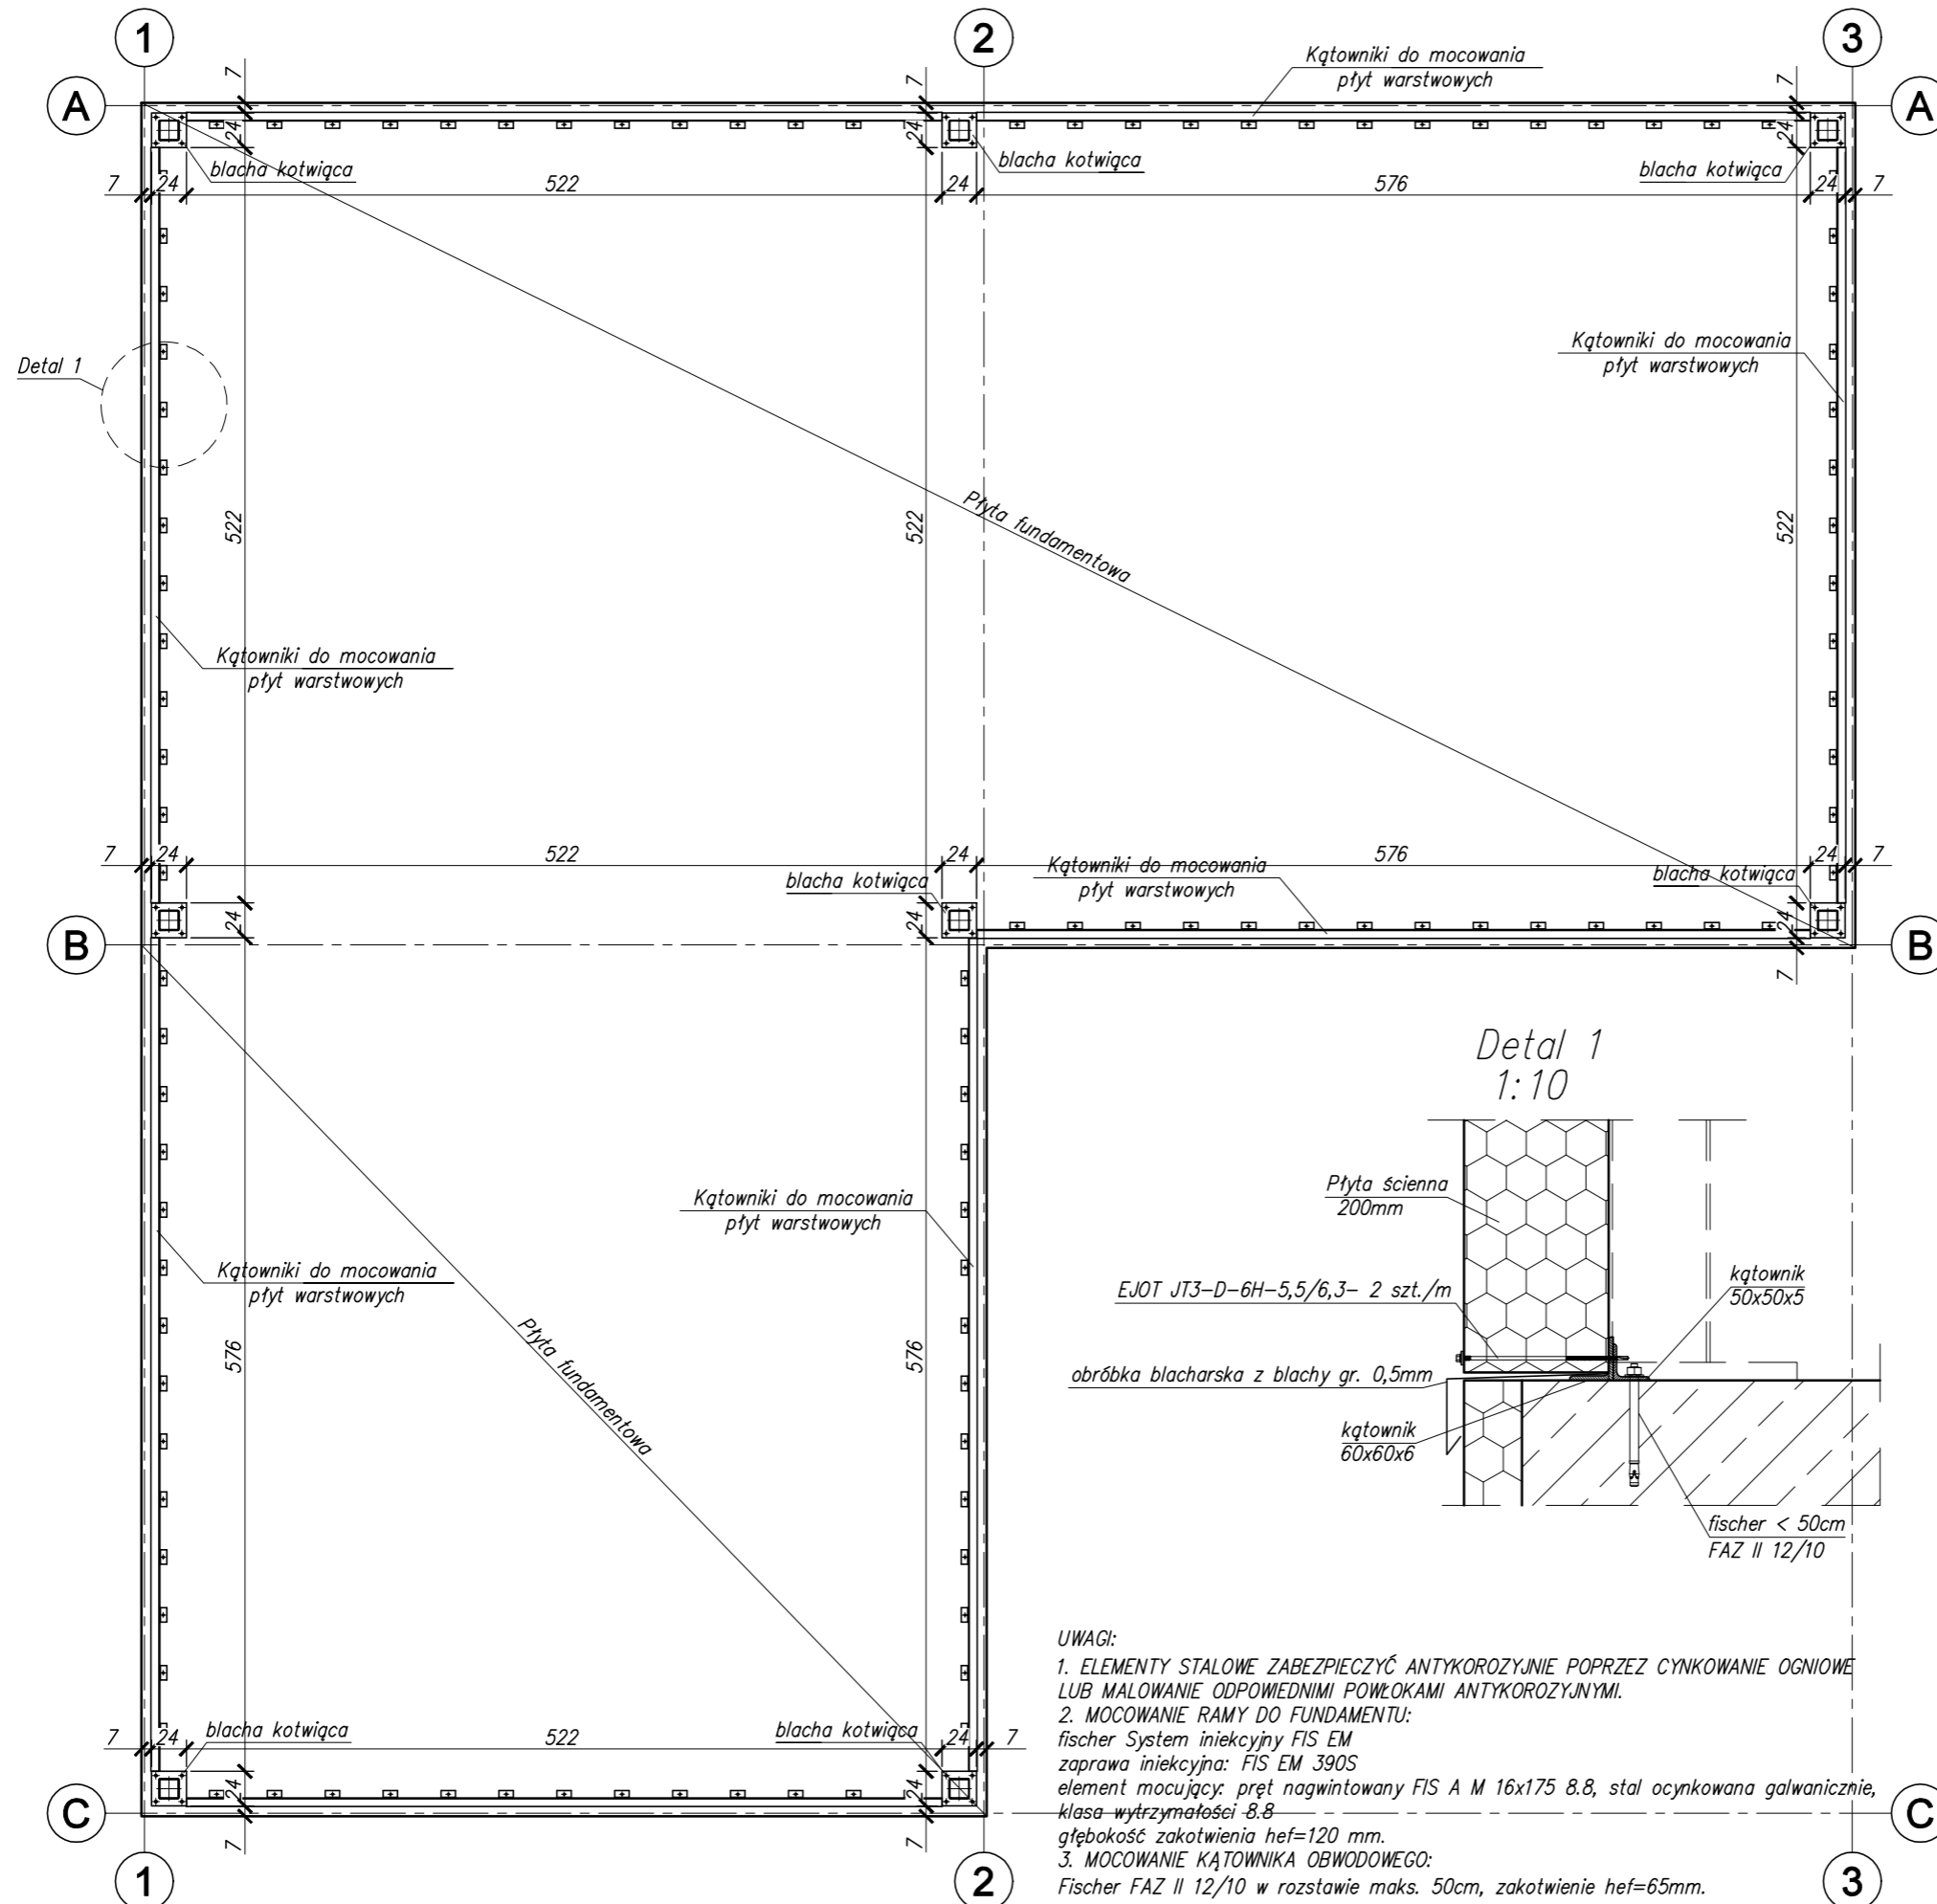 1
2
3
A
7
7
Kątowniki do mocowania
płyt warstwowych
7
A
24
blacha kotwiąca
24
blacha kotwiąca
24
blacha kotwiąca
7
24
522
24
576
24
7
Detal 1
Kątowniki do mocowania
płyt warstwowych
522
522
Płyta fundamentowa
522
Kątowniki do mocowania
płyt warstwowych
7
24
522
24
576
24
7
blacha kotwiąca
Kątowniki do mocowania
płyt warstwowych
blacha kotwiąca
24
24
24
B
B
7
Detal 1
1:10
Płyta ścienna
200mm
Kątowniki do mocowania
płyt warstwowych
Kątowniki do mocowania
płyt warstwowych
EJOT JT3-D-6H-5,5/6,3- 2 szt./m
kątownik
50x50x5
576
Płyta fundamentowa
576
obróbka blacharska z blachy gr. 0,5mm
kątownik
60x60x6
fischer < 50cm
FAZ II 12/10
7
24
blacha kotwiąca
522
blacha kotwiąca
24
7
24
24
C
7
7
UWAGI:
1. ELEMENTY STALOWE ZABEZPIECZYĆ ANTYKOROZYJNIE POPRZEZ CYNKOWANIE OGNIOWE
LUB MALOWANIE ODPOWIEDNIMI POWŁOKAMI ANTYKOROZYJNYMI.
2. MOCOWANIE RAMY DO FUNDAMENTU:
fischer System iniekcyjny FIS EM
zaprawa iniekcyjna: FIS EM 390S
element mocujący: pręt nagwintowany FIS A M 16x175 8.8, stal ocynkowana galwanicznie,
klasa wytrzymałości 8.8
głębokość zakotwienia hef=120 mm.
3. MOCOWANIE KĄTOWNIKA OBWODOWEGO:
Fischer FAZ II 12/10 w rozstawie maks. 50cm, zakotwienie hef=65mm.
C
1
2
3